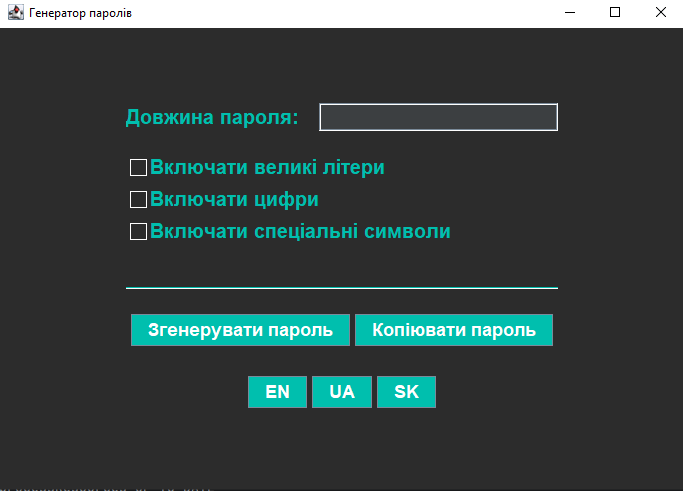 Генератор паролів
Довжина пароля:
Включати великі літери
Включати цифри
Включати спеціальні символи
Згенерувати пароль Копіювати пароль
EN UA SK